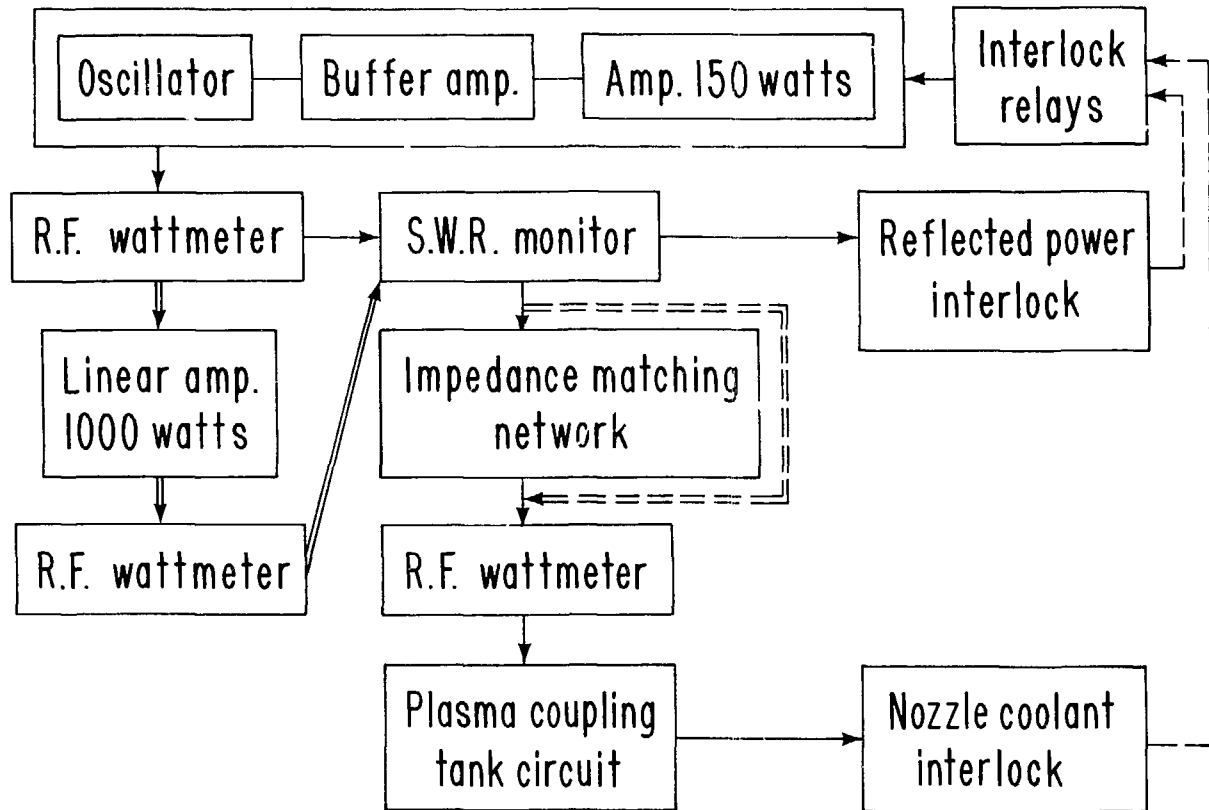 Oscillator
Buffer amp.
Amp. 150 watts
Interlock
relays
R.F. wattmeter
S.W.R. monitor
Reflected power
interlock
Linear amp.
1000 watts
Impedance matching
network
R.F. wattmeter
R.F. wattmeter
Plasma coupling
tank circuit
Nozzle coolant
interlock